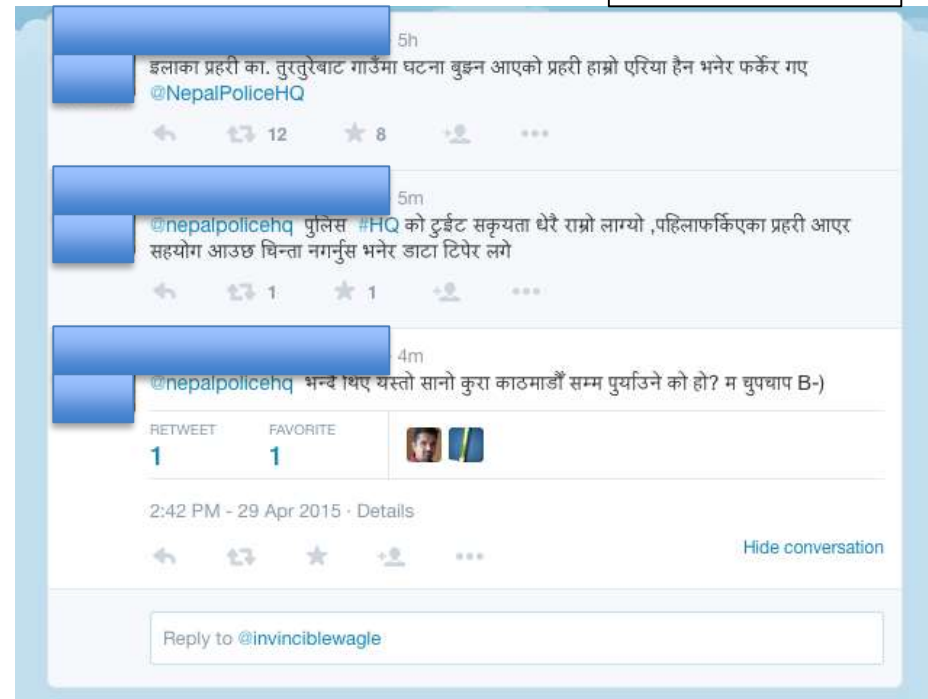 5h
इलाका प्रहरी का. तुरतुरेबाट गाउँमा घटना बुझ्न आएको प्रहरी हाम्रो एरिया हैन भनेर फर्केर गए
@NepalPoliceHQ
12 8
5m
@nepalpolicehq पुलिस #HQ को टुईट सकृयता धेरै राम्रो लाग्यो ,पहिलाफर्किएका प्रहरी आएर
सहयोग आउछ चिन्ता नगर्नुस भनेर डाटा टिपेर लगे
1 1
4m
@nepalpolicehq भन्दै थिए यस्तो सानो कुरा काठमाडौँ सम्म पुर्याउने को हो? म चुपचाप B-)
RETWEET FAVORITE
1 1
2:42 PM - 29 Apr 2015 · Details
Hide conversation
Reply to @invinciblewagle